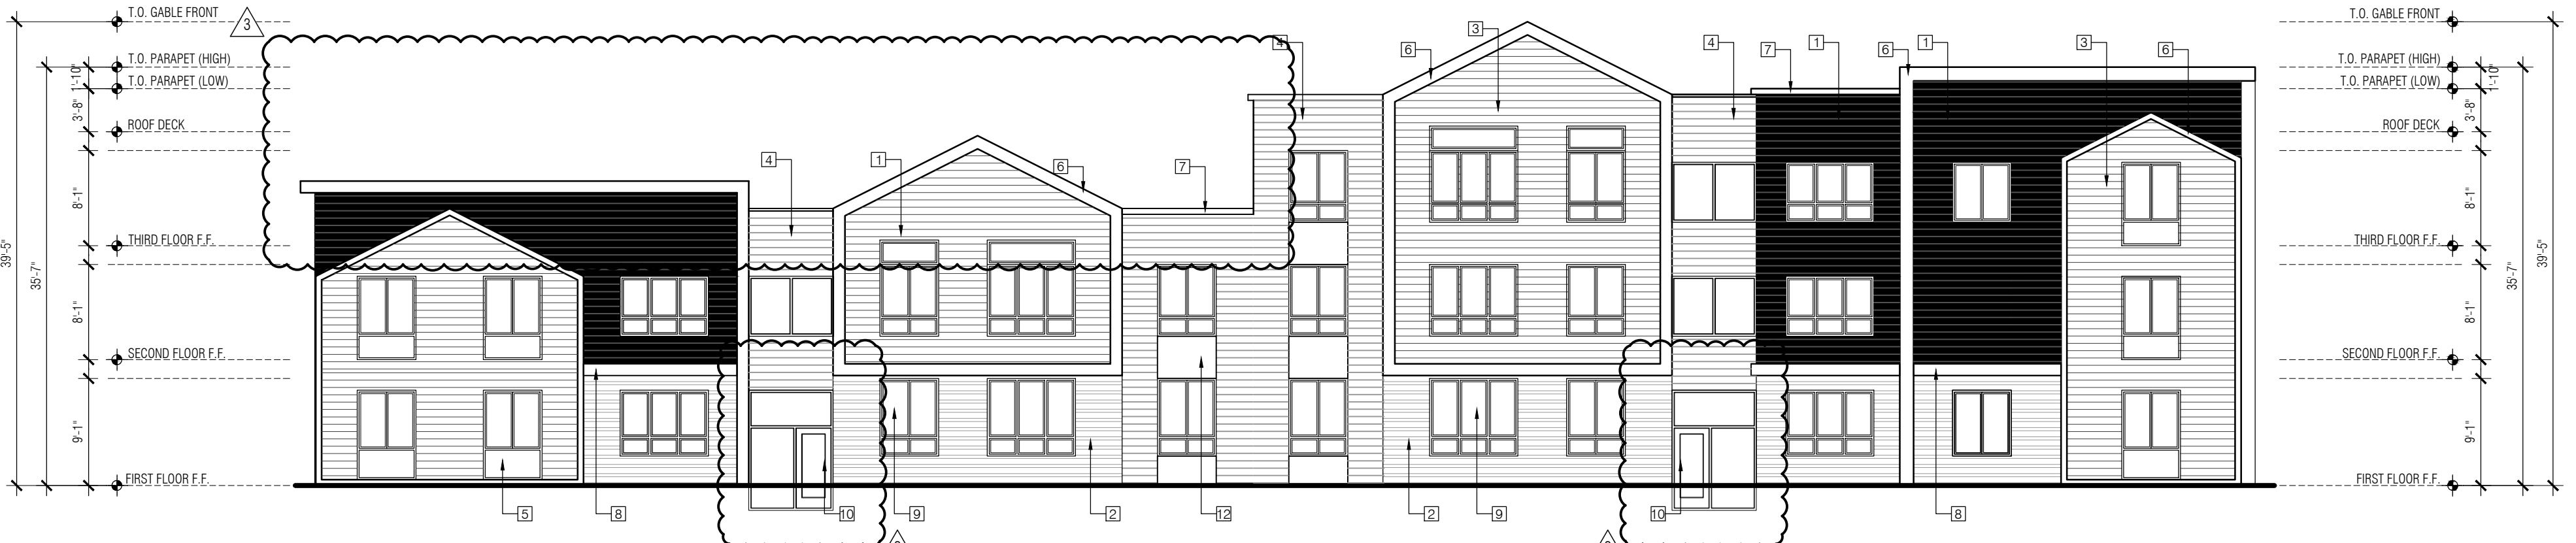 T.O. GABLE FRONT
3
T.O. PARAPET (HIGH)
T.O. PARAPET (LOW)
ROOF DECK
THIRD FLOOR F.F.
SECOND FLOOR F.F.
FIRST FLOOR F.F.
39'-5"
35'-7"
1'-10"
3'-8"
8'-1"
8'-1"
9'-1"
4
1
6
7
4
6
3
4
7
1
6
1
3
6
5
8
10
9
2
12
2
9
10
8
T.O. GABLE FRONT
T.O. PARAPET (HIGH)
T.O. PARAPET (LOW)
ROOF DECK
THIRD FLOOR F.F.
SECOND FLOOR F.F.
FIRST FLOOR F.F.
1'-10"
3'-8"
8'-1"
8'-1"
9'-1"
35'-7"
39'-5"